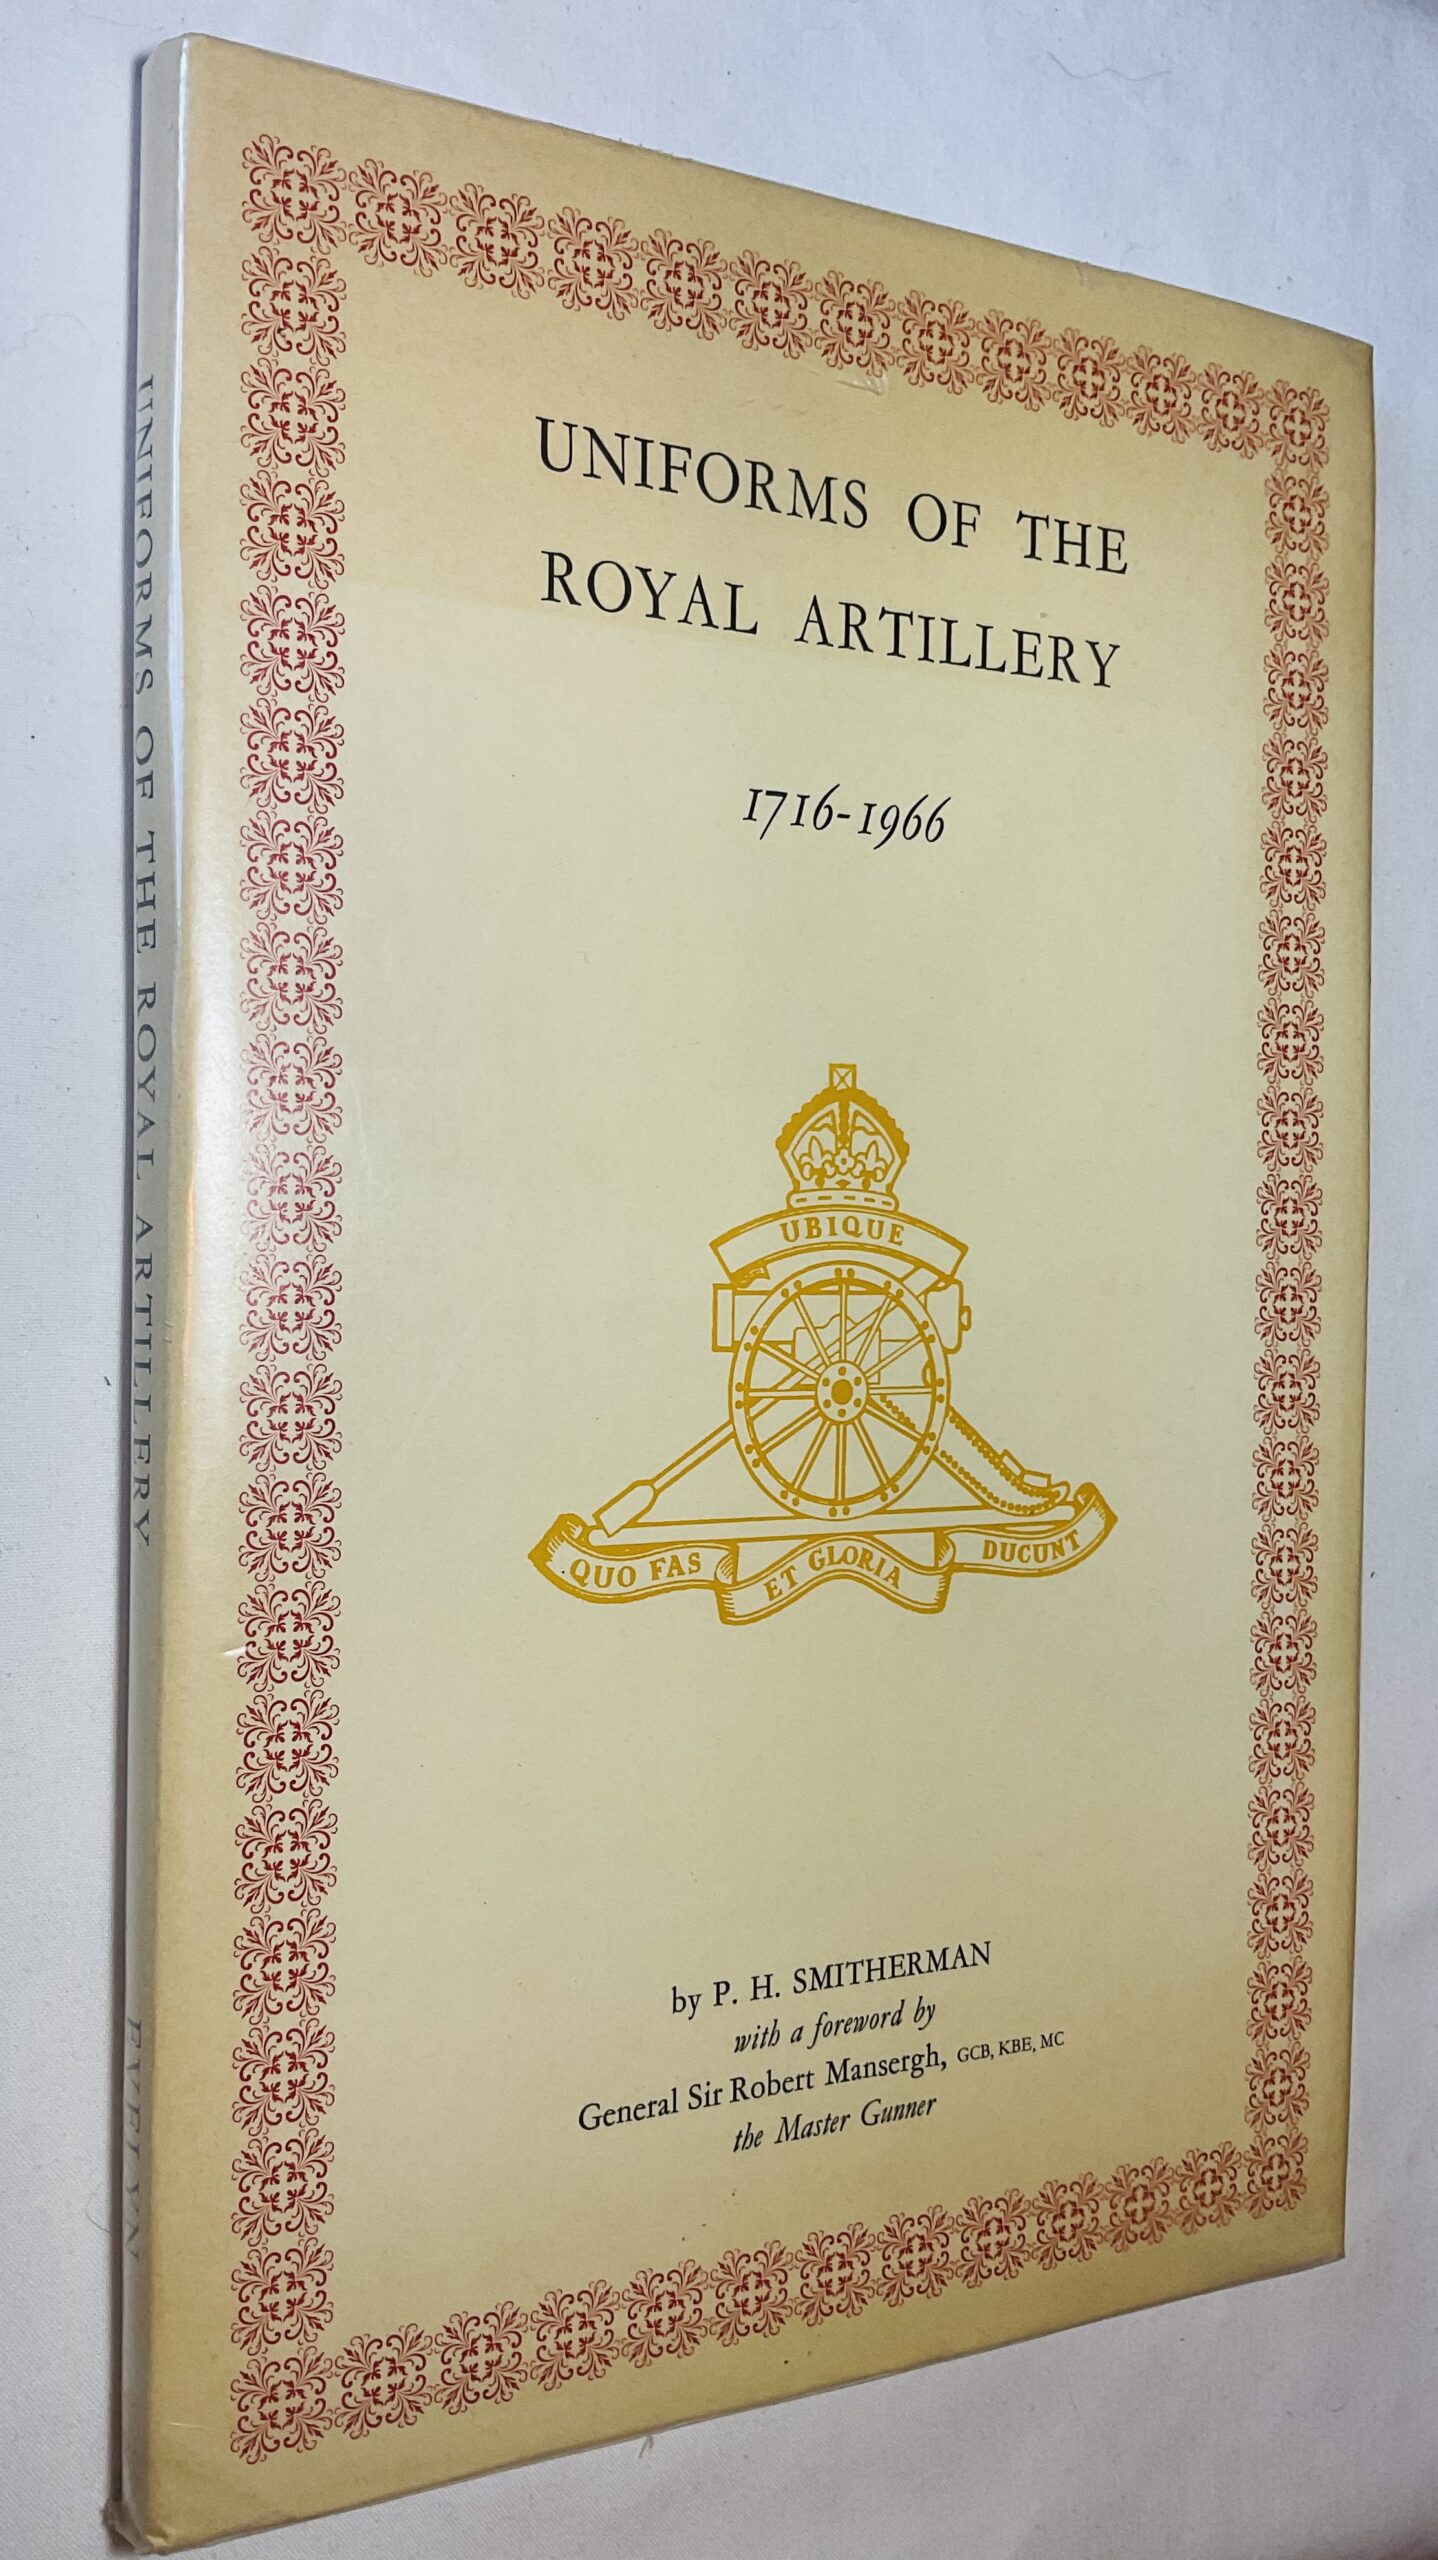 UNIFORMS OF THE
ROYAL ARTILLERY
1716-1966
UBIQUE
QUO FAS ET GLORIA DUCUNT
by P. H. SMITHERMAN
with a foreword by
General Sir Robert Mansergh, GCB, KBE, MC
the Master Gunner
UNIFORMS OF THE ROYAL ARTILLERY
EVELYN